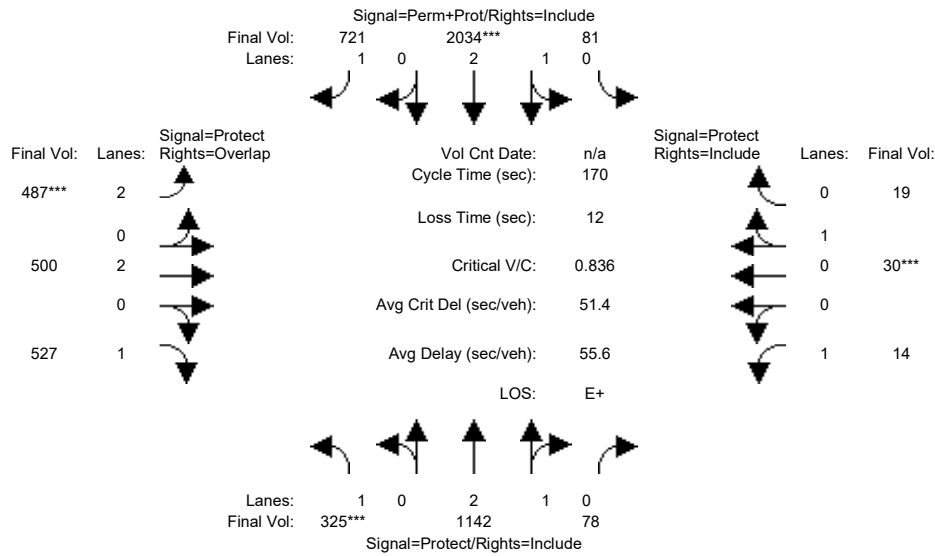 Signal=Perm+Prot/Rights=Include
Final Vol: 721 2034*** 81
Lanes: 1 0 2 1 0
Signal=Protect
Final Vol: Lanes: Rights=Overlap
487*** 2
0
500 2
0
527 1
Vol Cnt Date: n/a
Cycle Time (sec): 170
Loss Time (sec): 12
Critical V/C: 0.836
Avg Crit Del (sec/veh): 51.4
Avg Delay (sec/veh): 55.6
LOS: E+
Signal=Protect
Rights=Include Lanes: Final Vol:
0 19
1
0 30***
0
1 14
Lanes: 1 0 2 1 0
Final Vol: 325*** 1142 78
Signal=Protect/Rights=Include